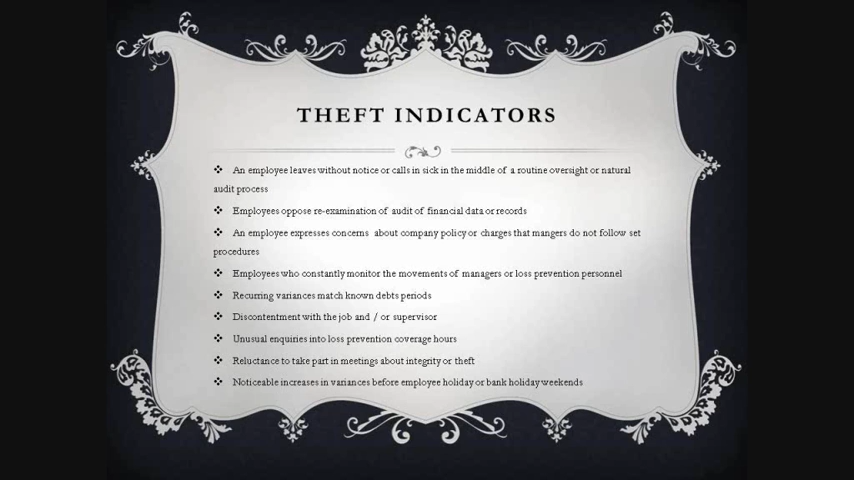 THEFT INDICATORS
❖ An employee leaves without notice or calls in sick in the middle of a routine oversight or natural
audit process
❖ Employees oppose re-examination of audit of financial data or records
❖ An employee expresses concerns about company policy or charges that mangers do not follow set
procedures
❖ Employees who constantly monitor the movements of managers or loss prevention personnel
❖ Recurring variances match known debts periods
❖ Discontentment with the job and / or supervisor
❖ Unusual enquiries into loss prevention coverage hours
❖ Reluctance to take part in meetings about integrity or theft
❖ Noticeable increases in variances before employee holiday or bank holiday weekends